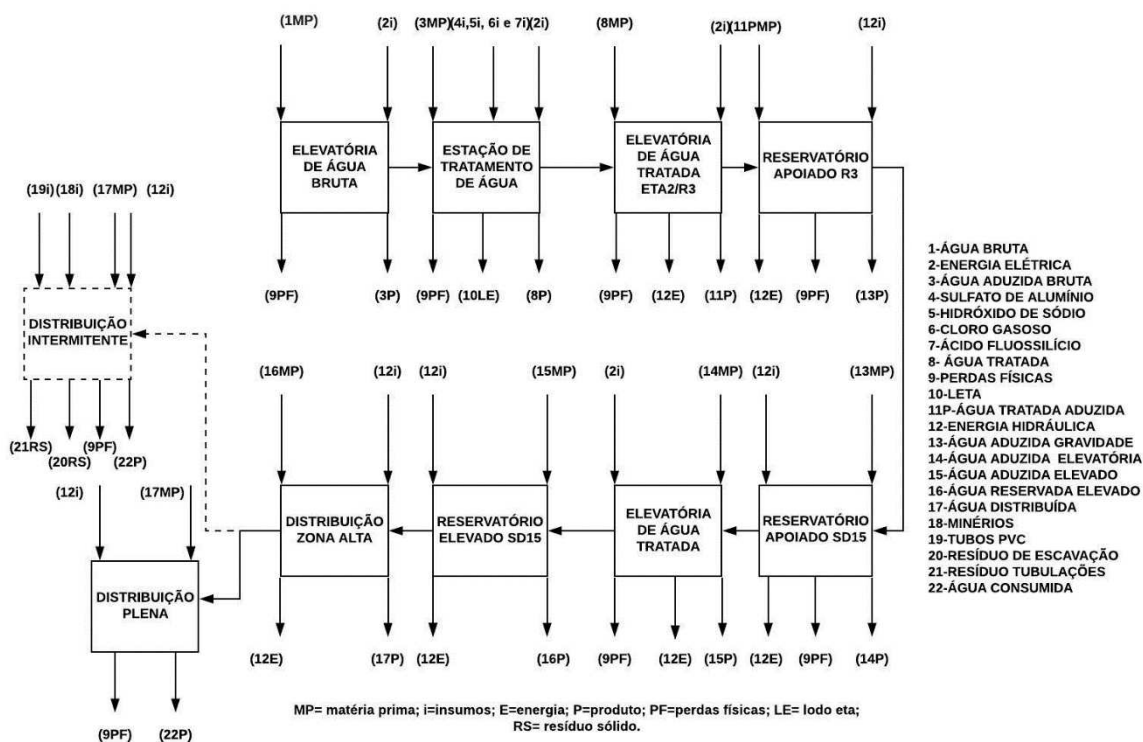 (1MP) (2i) (3MP)(4i,5i, 6i e 7i)(2i) (8MP) (2i)(11PMP) (12i)
ELEVATÓRIA
DE ÁGUA
BRUTA
ESTAÇÃO DE
TRATAMENTO
DE ÁGUA
ELEVATÓRIA
DE ÁGUA
TRATADA
ETA2/R3
RESERVATÓRIO
APOIADO R3
(9PF) (3P) (9PF) (10LE) (8P) (9PF) (12E) (11P) (12E) (9PF) (13P)
(19i) (18i) (17MP) (12i)
DISTRIBUIÇÃO
INTERMITENTE
(21RS) (20RS) (9PF) (22P)
(16MP) (12i) (12i) (15MP) (2i) (14MP) (12i) (13MP)
DISTRIBUIÇÃO
ZONA ALTA
RESERVATÓRIO
ELEVADO SD15
ELEVATÓRIA
DE ÁGUA
TRATADA
RESERVATÓRIO
APOIADO SD15
(12E) (17P) (12E) (16P) (9PF) (12E) (15P) (12E) (9PF) (14P)
(12i) (17MP)
DISTRIBUIÇÃO
PLENA
(9PF) (22P)
1-ÁGUA BRUTA
2-ENERGIA ELÉTRICA
3-ÁGUA ADUZIDA BRUTA
4-SULFATO DE ALUMÍNIO
5-HIDRÓXIDO DE SÓDIO
6-CLORO GASOSO
7-ÁCIDO FLUOSSILÍCIO
8- ÁGUA TRATADA
9-PERDAS FÍSICAS
10-LETA
11P-ÁGUA TRATADA ADUZIDA
12-ENERGIA HIDRÁULICA
13-ÁGUA ADUZIDA GRAVIDADE
14-ÁGUA ADUZIDA ELEVATÓRIA
15-ÁGUA ADUZIDA ELEVADO
16-ÁGUA RESERVADA ELEVADO
17-ÁGUA DISTRIBUÍDA
18-MINÉRIOS
19-TUBOS PVC
20-RESÍDUO DE ESCAVAÇÃO
21-RESÍDUO TUBULAÇÕES
22-ÁGUA CONSUMIDA
MP= matéria prima; i=insumos; E=energia; P=produto; PF=perdas físicas; LE= lodo eta;
RS= resíduo sólido.